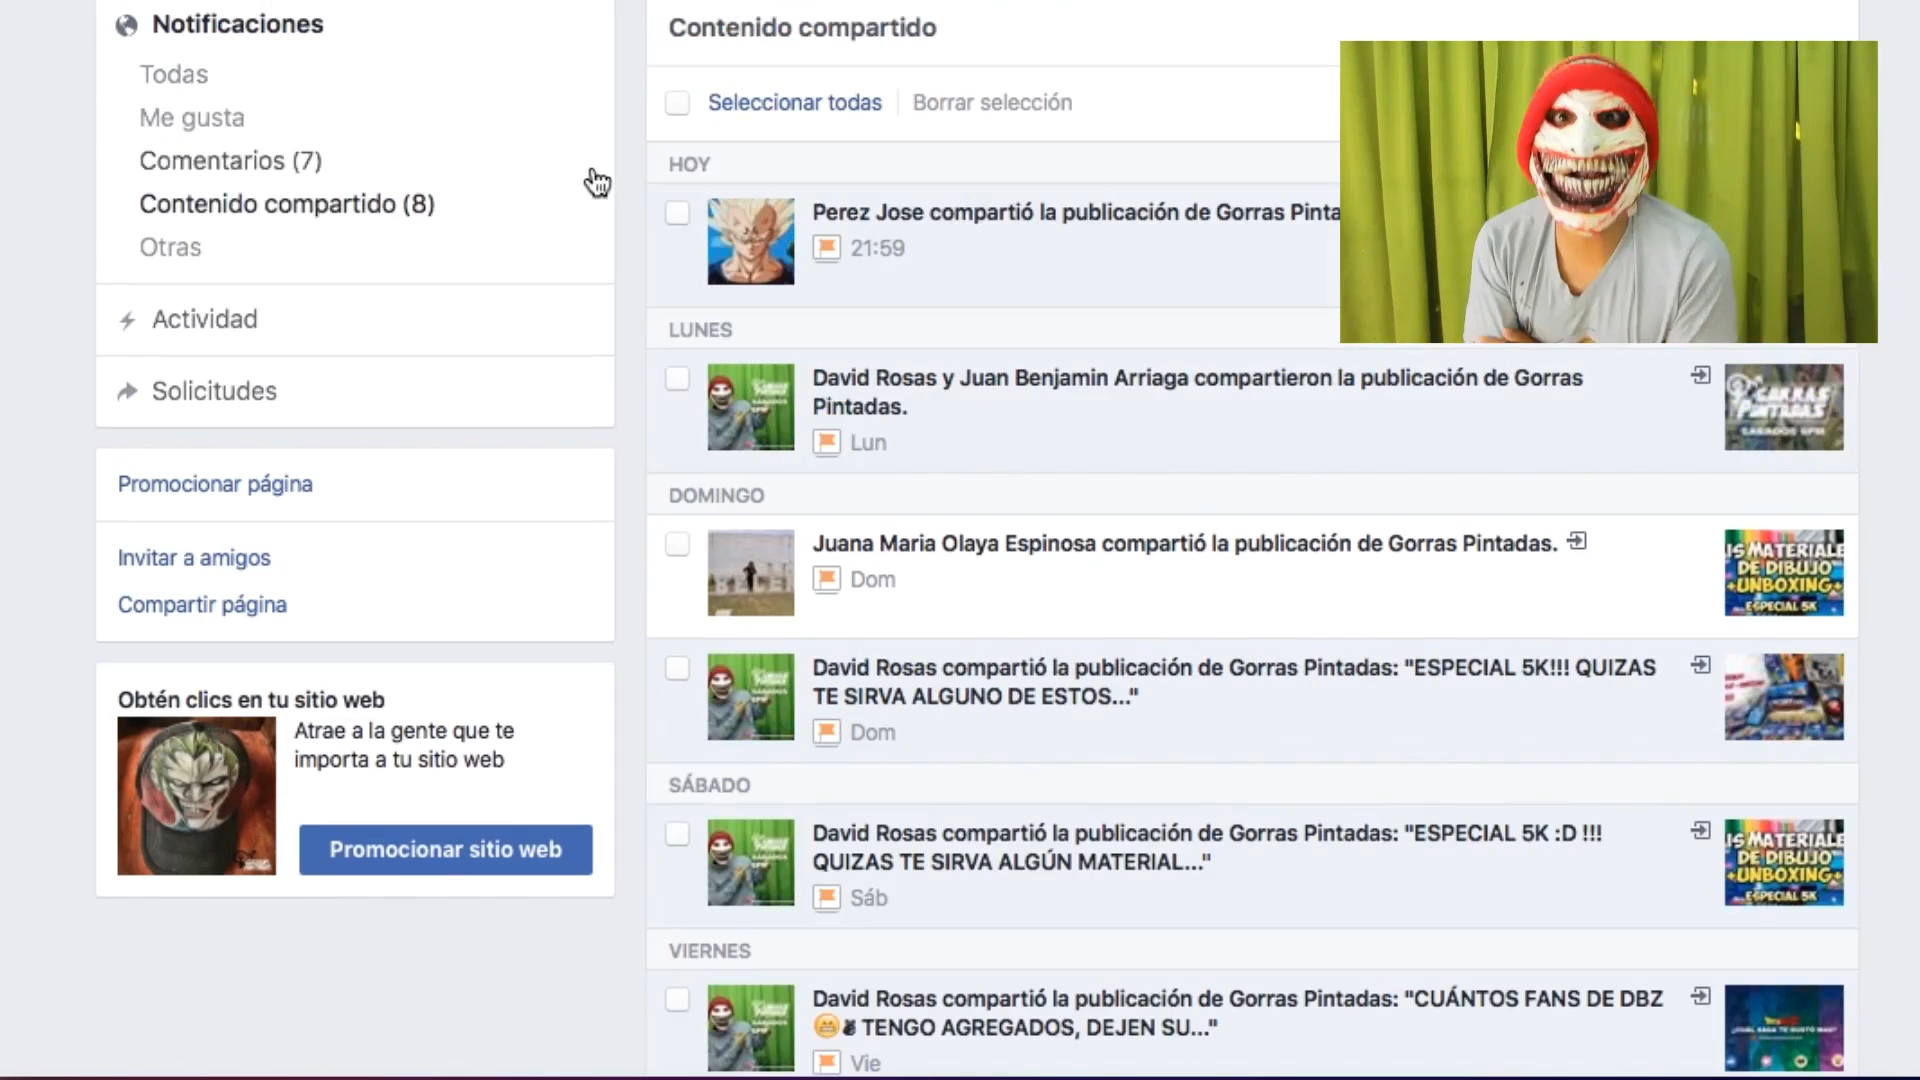 Notificaciones
Todas
Me gusta
Comentarios (7)
Contenido compartido (8)
Otras
Actividad
Solicitudes
Promocionar página
Invitar a amigos
Compartir página
Obtén clics en tu sitio web
Atrae a la gente que te
importa a tu sitio web
Promocionar sitio web
Contenido compartido
Seleccionar todas
Borrar selección
HOY
Perez Jose compartió la publicación de Gorras Pinta
21:59
LUNES
David Rosas y Juan Benjamin Arriaga compartieron la publicación de Gorras
Pintadas.
Lun
GORRAS
PINTADAS
DOMINGO
Juana Maria Olaya Espinosa compartió la publicación de Gorras Pintadas.
Dom
IS MATERIALE
DE DIBUJO
+UNBOXING+
ESPECIAL 5K
David Rosas compartió la publicación de Gorras Pintadas: "ESPECIAL 5K!!! QUIZAS
TE SIRVA ALGUNO DE ESTOS..."
Dom
SÁBADO
David Rosas compartió la publicación de Gorras Pintadas: "ESPECIAL 5K :D !!!
QUIZAS TE SIRVA ALGÚN MATERIAL..."
Sáb
IS MATERIALE
DE DIBUJO
+UNBOXING+
ESPECIAL 5K
VIERNES
David Rosas compartió la publicación de Gorras Pintadas: "CUÁNTOS FANS DE DBZ
😁✌ TENGO AGREGADOS, DEJEN SU..."
Vie